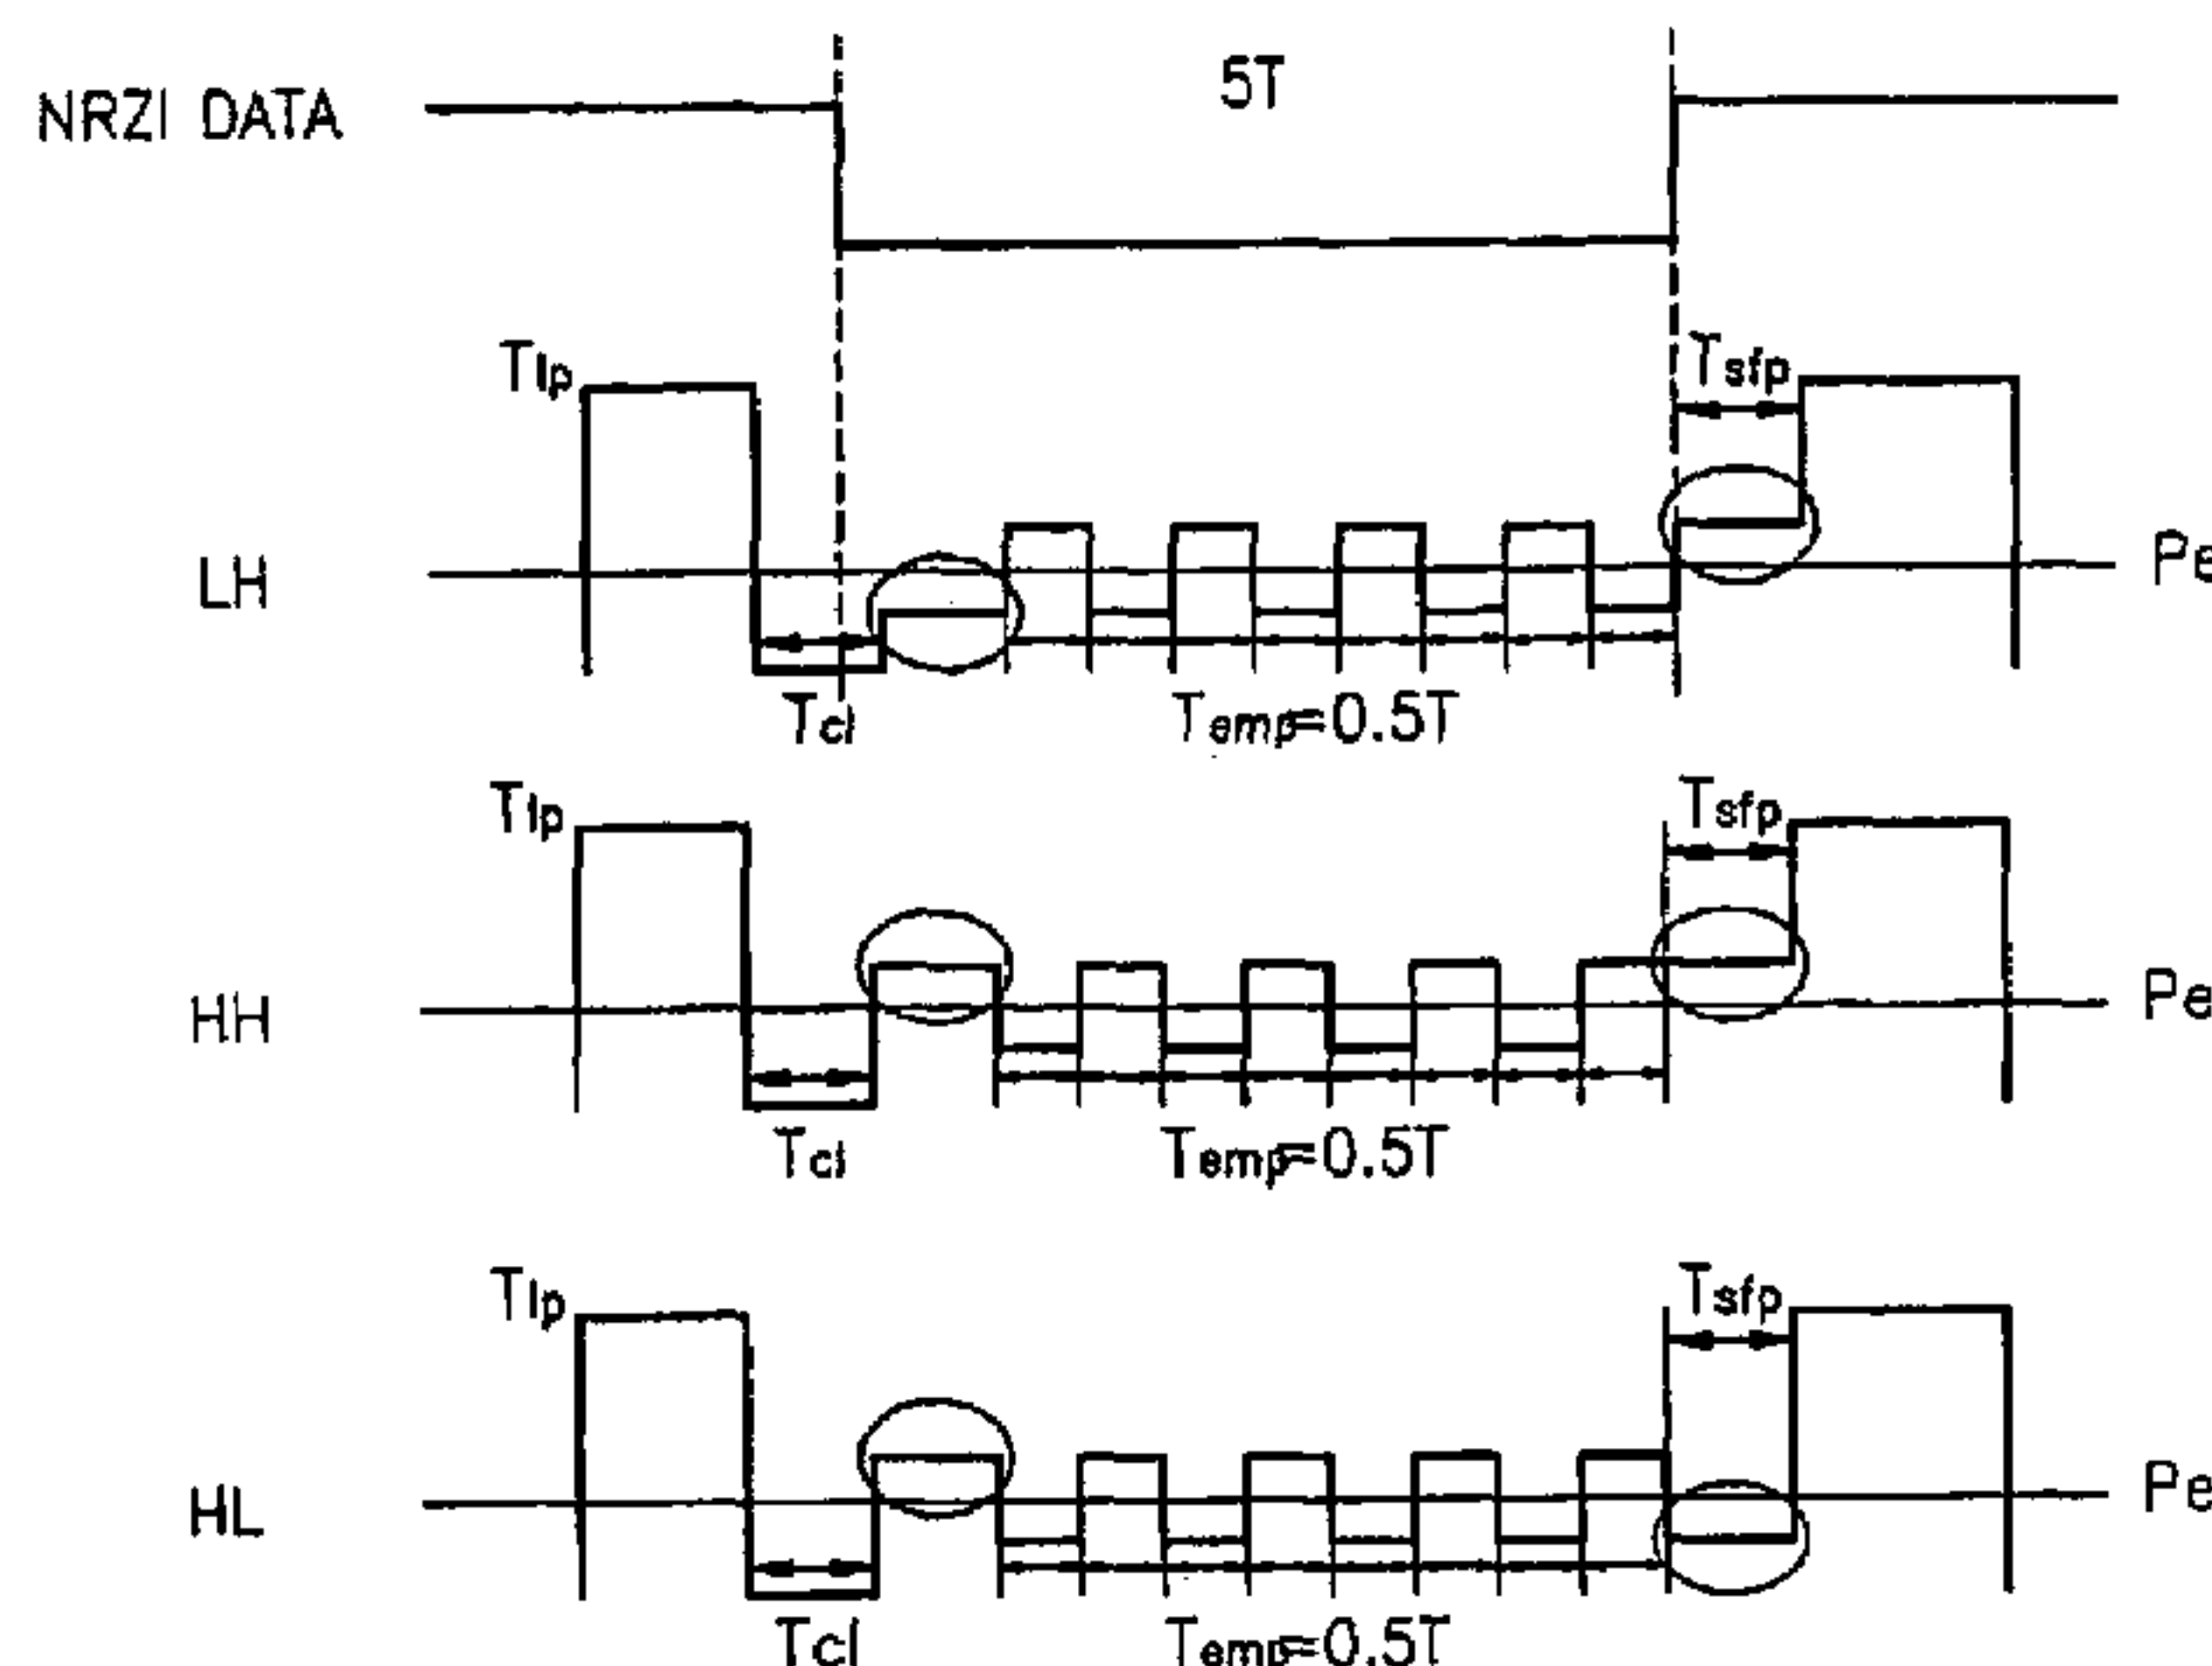 NRZI DATA
5T
Tlp
Tsfp
LH
Pe
Tcl
Temp=0.5T
Tlp
Tsfp
HH
Pe
Tcl
Temp=0.5T
Tlp
Tsfp
HL
Pe
Tcl
Temp=0.5T